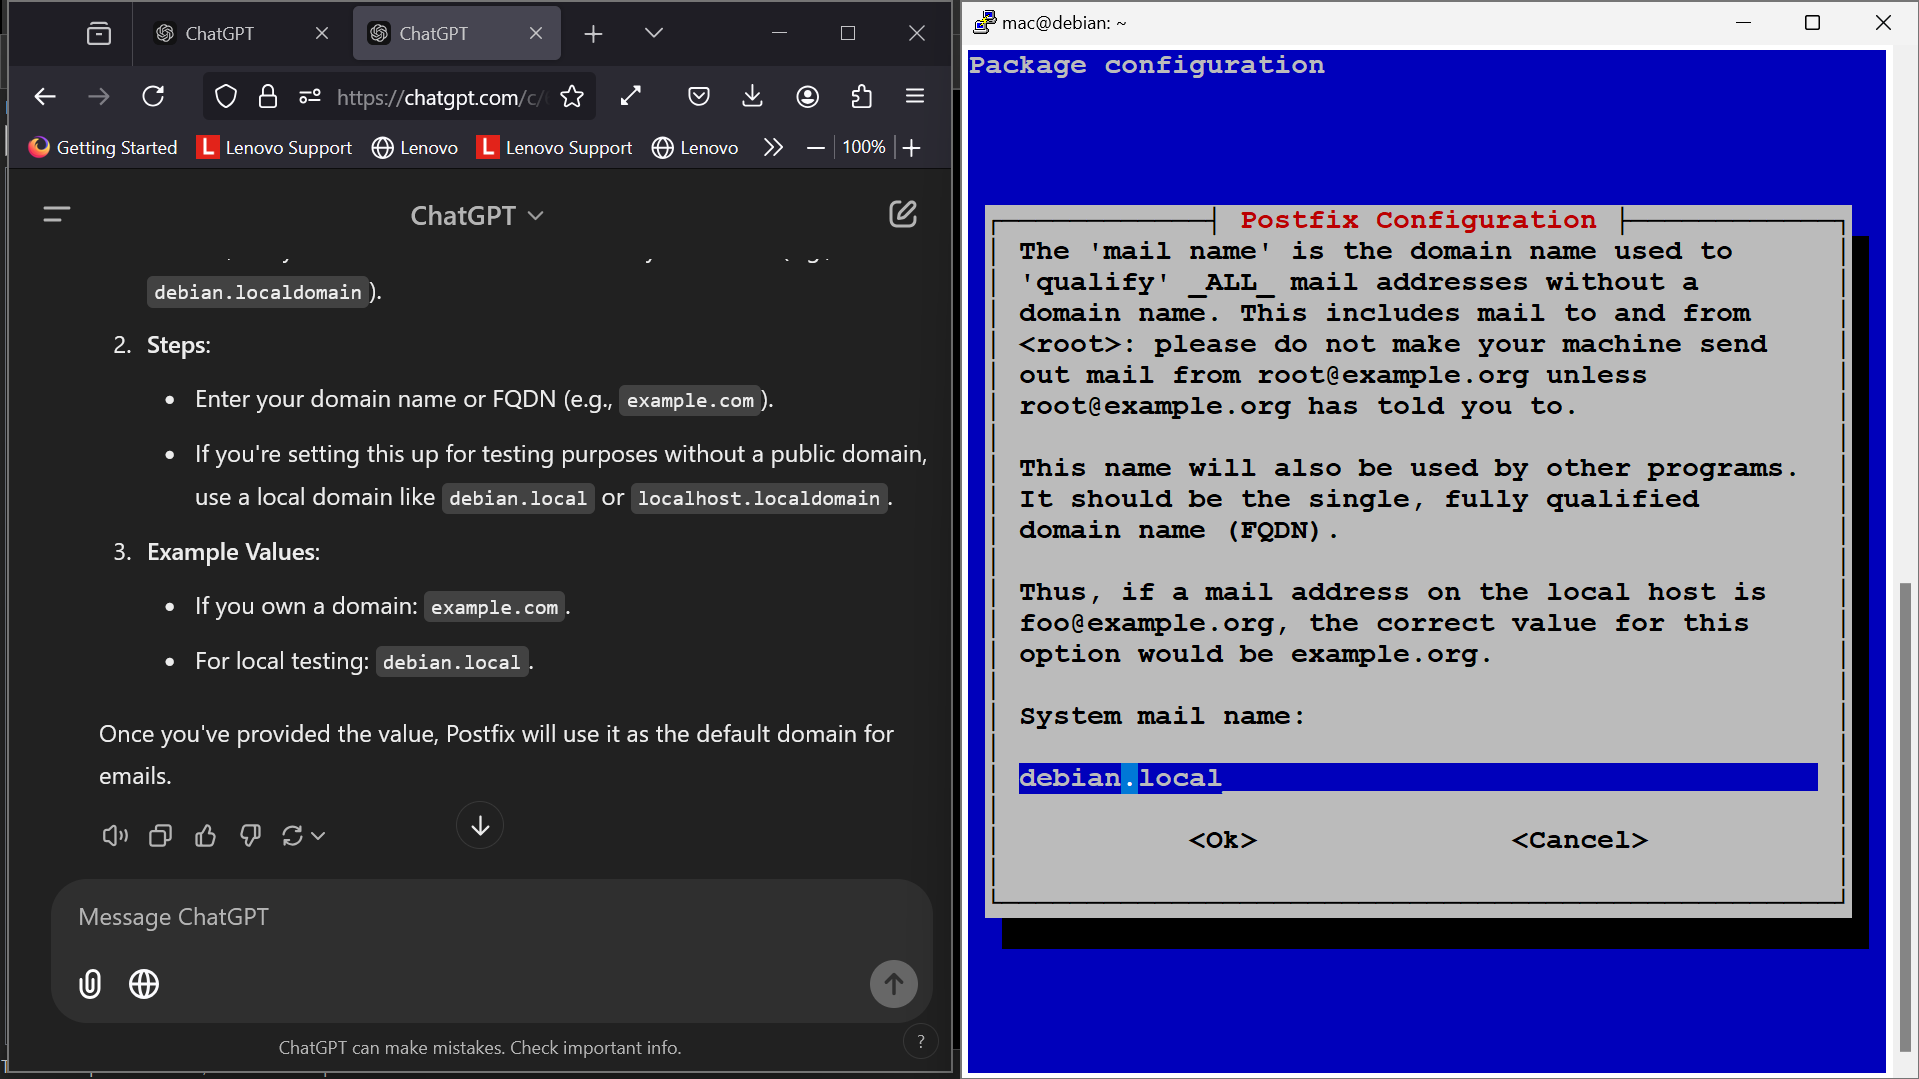 ChatGPT
ChatGPT
https://chatgpt.com/c/
Getting Started
Lenovo Support
Lenovo
Lenovo Support
Lenovo
100%
ChatGPT
debian.localdomain ).
2. Steps:
• Enter your domain name or FQDN (e.g., example.com ).
• If you're setting this up for testing purposes without a public domain,
use a local domain like debian.local or localhost.localdomain .
3. Example Values:
• If you own a domain: example.com .
• For local testing: debian.local .
Once you've provided the value, Postfix will use it as the default domain for
emails.
Message ChatGPT
ChatGPT can make mistakes. Check important info.
?
mac@debian: ~
Package configuration
Postfix Configuration
The 'mail name' is the domain name used to
'qualify' _ALL_ mail addresses without a
domain name. This includes mail to and from
<root>: please do not make your machine send
out mail from root@example.org unless
root@example.org has told you to.
This name will also be used by other programs.
It should be the single, fully qualified
domain name (FQDN).
Thus, if a mail address on the local host is
foo@example.org, the correct value for this
option would be example.org.
System mail name:
debian.local
<Ok>
<Cancel>